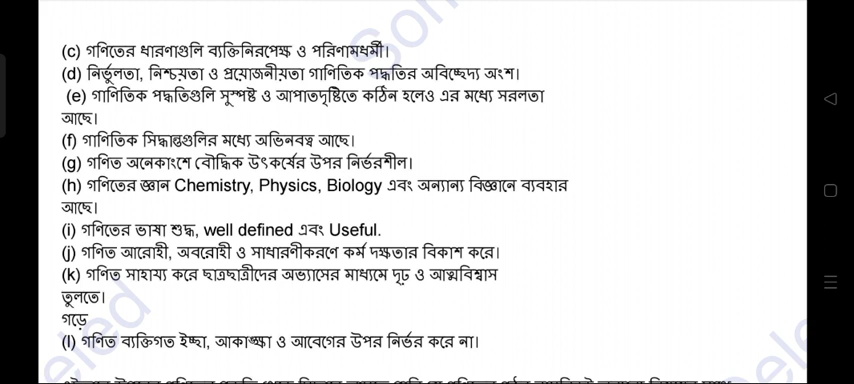 (c) গণিতের ধারণাগুলি ব্যক্তিনিরপেক্ষ ও পরিণামধর্মী।
(d) নির্ভুলতা, নিশ্চয়তা ও প্রয়োজনীয়তা গাণিতিক পদ্ধতির অবিচ্ছেদ্য অংশ।
(e) গাণিতিক পদ্ধতিগুলি সুস্পষ্ট ও আপাতদৃষ্টিতে কঠিন হলেও এর মধ্যে সরলতা
আছে।
(f) গাণিতিক সিদ্ধান্তগুলির মধ্যে অভিনবত্ব আছে।
(g) গণিত অনেকাংশে বৌদ্ধিক উৎকর্ষের উপর নির্ভরশীল।
(h) গণিতের জ্ঞান Chemistry, Physics, Biology এবং অন্যান্য বিজ্ঞানে ব্যবহার
আছে।
(i) গণিতের ভাষা শুদ্ধ, well defined এবং Useful.
(j) গণিত আরোহী, অবরোহী ও সাধারণীকরণে কর্ম দক্ষতার বিকাশ করে।
(k) গণিত সাহায্য করে ছাত্রছাত্রীদের অভ্যাসের মাধ্যমে দৃঢ় ও আত্মবিশ্বাস
তুলতে।
গড়ে
(l) গণিত ব্যক্তিগত ইচ্ছা, আকাঙ্ক্ষা ও আবেগের উপর নির্ভর করে না।